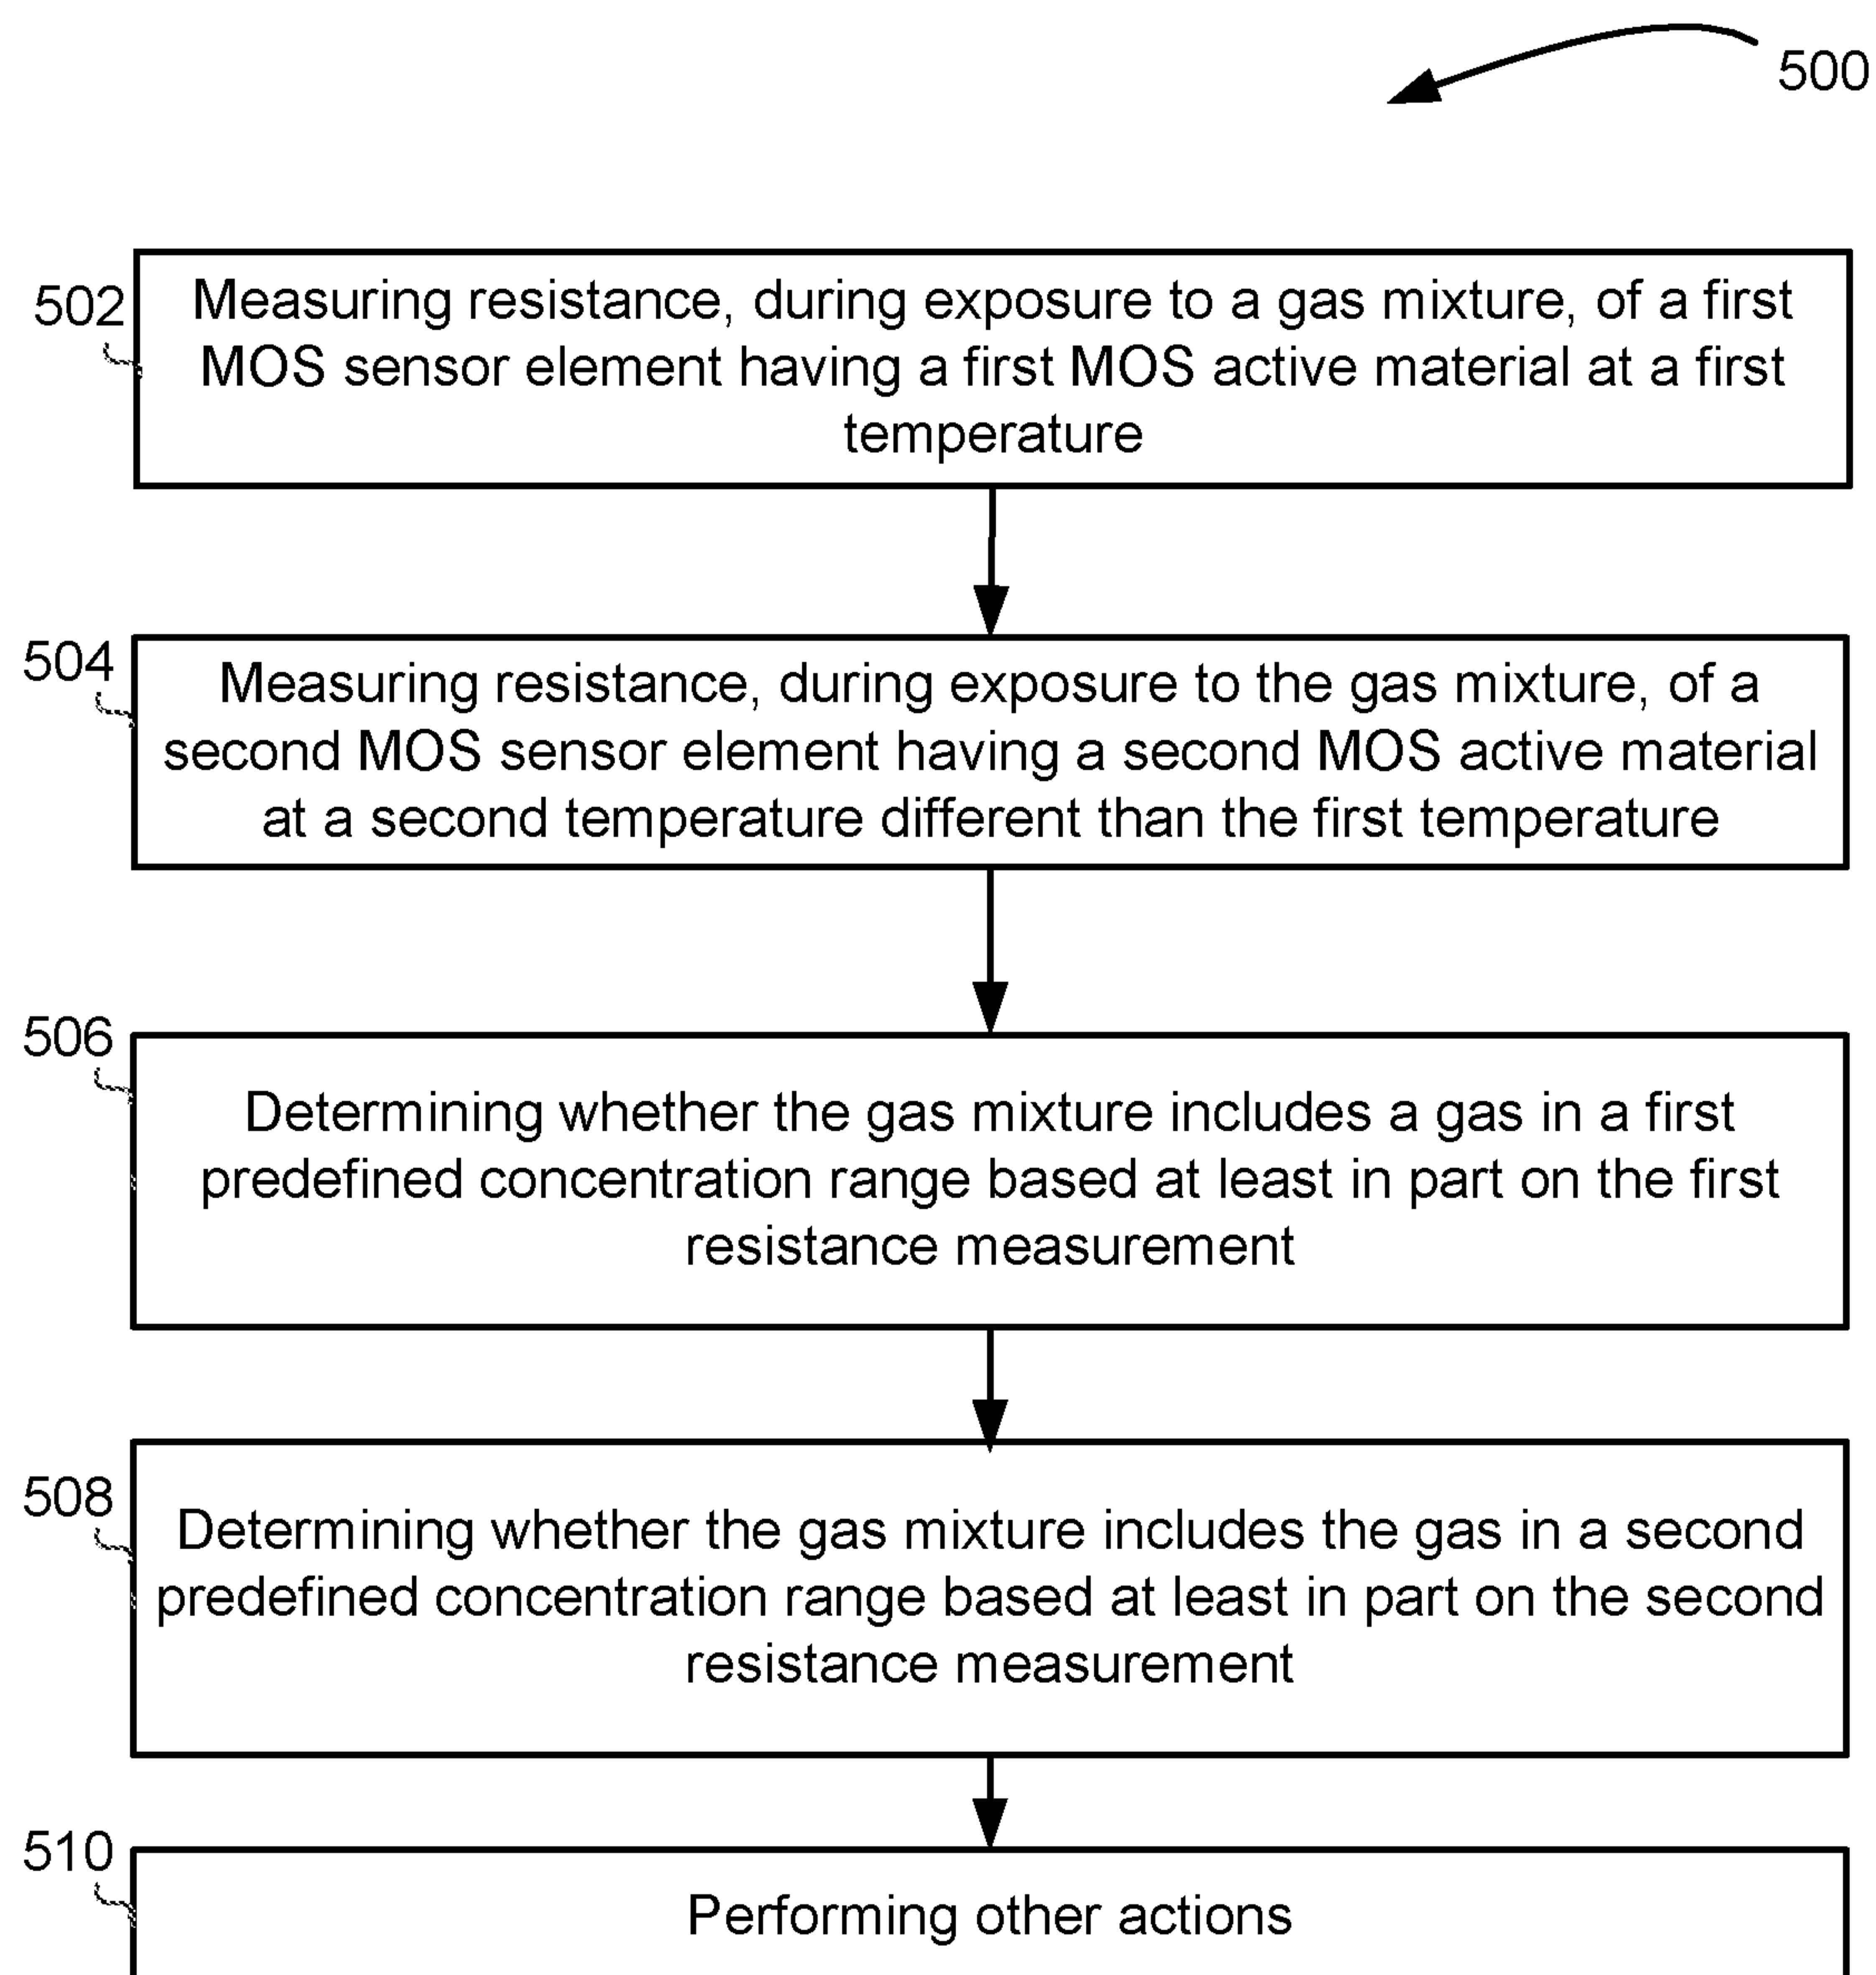 500
502
Measuring resistance, during exposure to a gas mixture, of a first
MOS sensor element having a first MOS active material at a first
temperature
504
Measuring resistance, during exposure to the gas mixture, of a
second MOS sensor element having a second MOS active material
at a second temperature different than the first temperature
506
Determining whether the gas mixture includes a gas in a first
predefined concentration range based at least in part on the first
resistance measurement
508
Determining whether the gas mixture includes the gas in a second
predefined concentration range based at least in part on the second
resistance measurement
510
Performing other actions